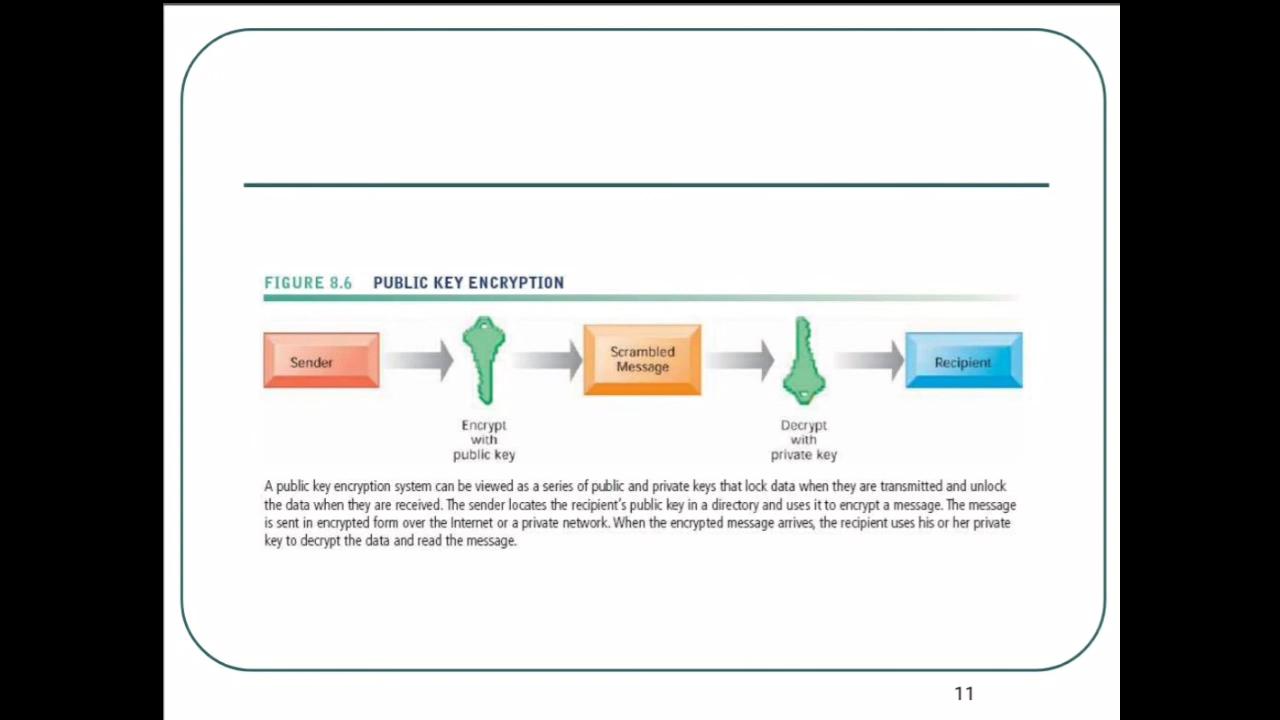 FIGURE 8.6 PUBLIC KEY ENCRYPTION
Sender
Encrypt
with
public key
Scrambled
Message
Decrypt
with
private key
Recipient
A public key encryption system can be viewed as a series of public and private keys that lock data when they are transmitted and unlock
the data when they are received. The sender locates the recipient's public key in a directory and uses it to encrypt a message. The message
is sent in encrypted form over the Internet or a private network. When the encrypted message arrives, the recipient uses his or her private
key to decrypt the data and read the message.
11